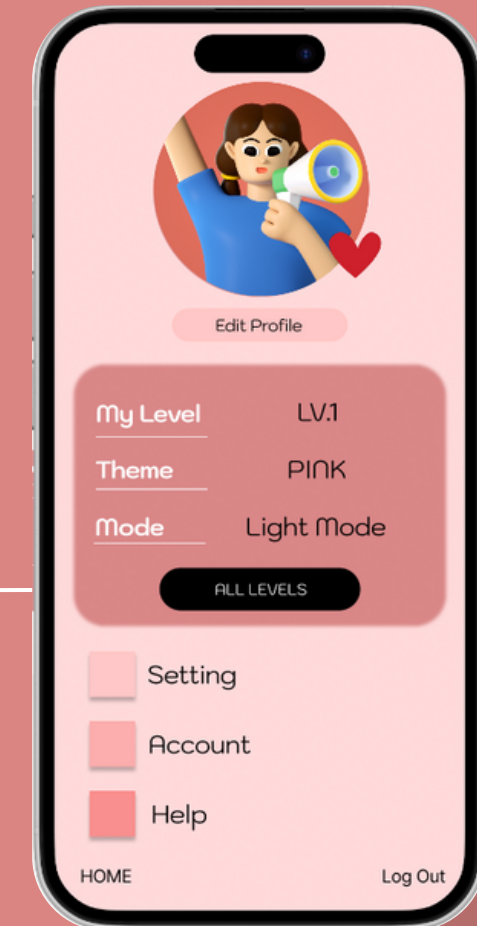 Edit Profile
My Level LV.1
Theme PINK
Mode Light Mode
ALL LEVELS
Setting
Account
Help
HOME Log Out